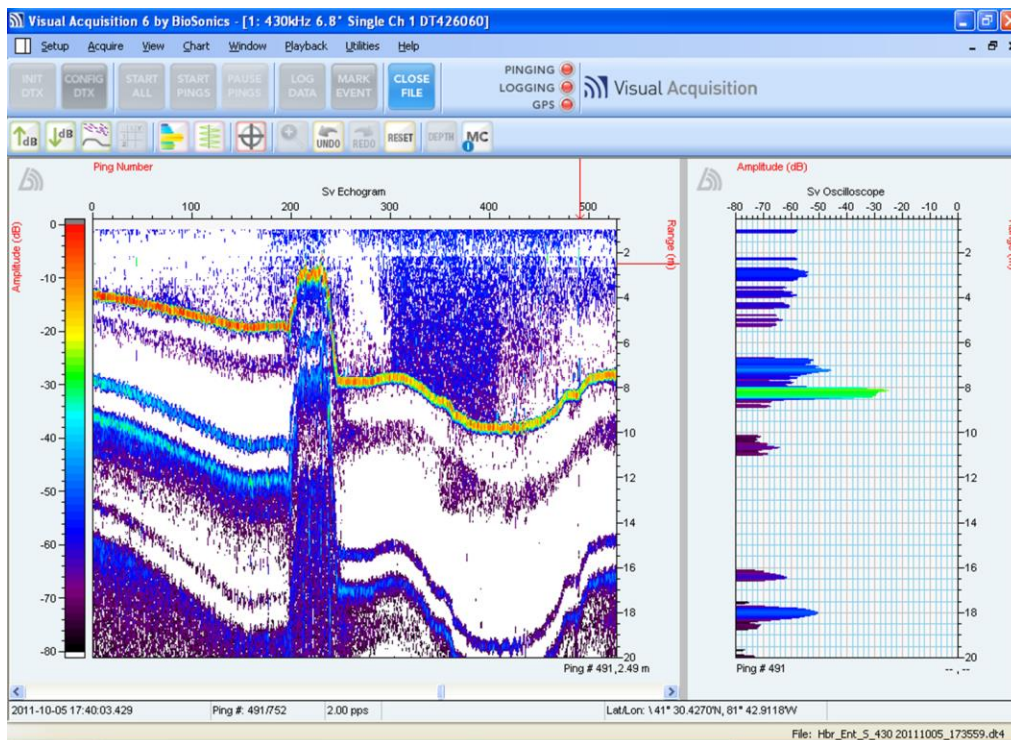 Visual Acquisition 6 by BioSonics - [1: 430kHz 6.8° Single Ch 1 DT426060]
Setup Acquire View Chart Window Playback Utilities Help
INIT DTX
CONFIG DTX
START ALL
START PINGS
PAUSE PINGS
LOG DATA
MARK EVENT
CLOSE FILE
PINGING
LOGGING
GPS
Visual Acquisition
dB
dB
UNDO
REDO
RESET
DEPTH
MC
Ping Number
Sv Echogram
0 100 200 300 400 500
Amplitude (dB)
0
-10
-20
-30
-40
-50
-60
-70
-80
Range (m)
2
4
6
8
10
12
14
16
18
20
Ping # 491, 2.49 m
Amplitude (dB)
Sv Oscilloscope
-80 -70 -60 -50 -40 -30 -20 -10 0
2
4
6
8
10
12
14
16
18
20
Ping # 491 -- , --
2011-10-05 17:40:03.429 Ping #: 491/752 2.00 pps Lat/Lon: \ 41° 30.4270'N, 81° 42.9118'W
File: Hbr_Ent_S_430 20111005_173559.dt4